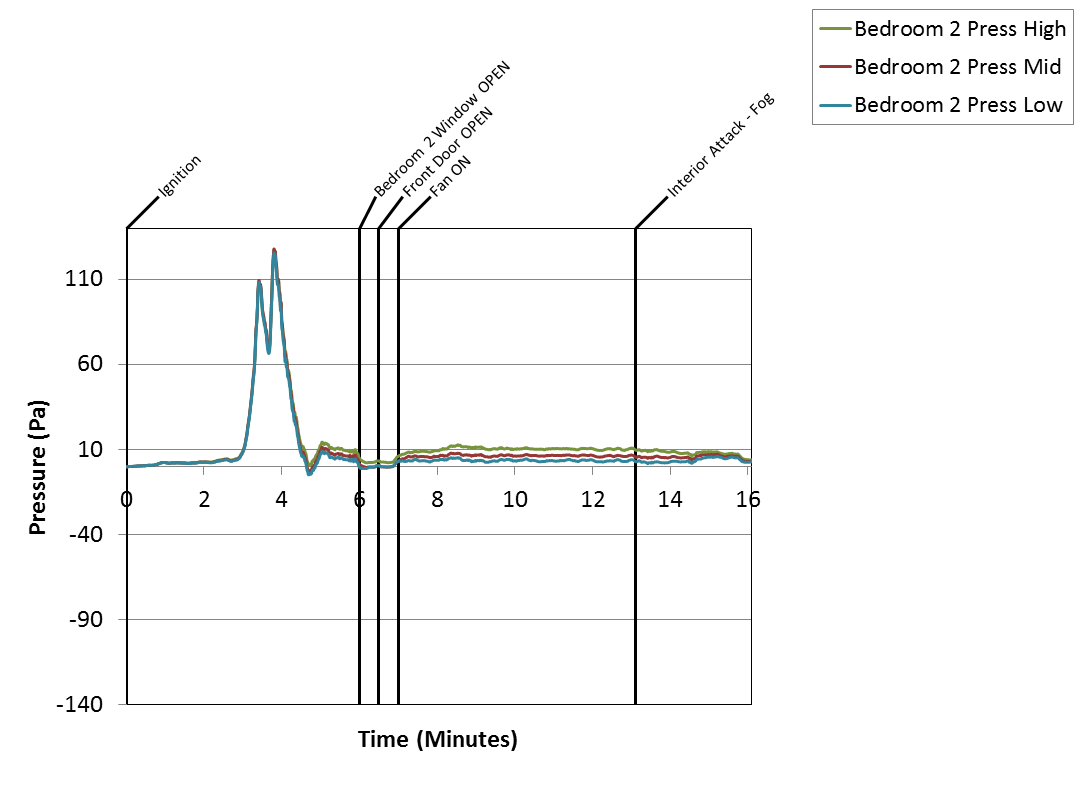 Bedroom 2 Press High
Bedroom 2 Press Mid
Bedroom 2 Press Low
Ignition
Bedroom 2 Window OPEN
Front Door OPEN
Fan ON
Interior Attack - Fog
110
60
10
-40
-90
-140
0 2 4 6 8 10 12 14 16
Pressure (Pa)
Time (Minutes)